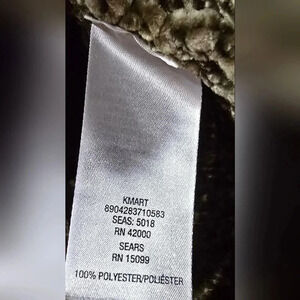 KMART
8904283710583
SEAS: 5018
RN 42000
SEARS
RN 15099
100% POLYESTER/POLIÉSTER